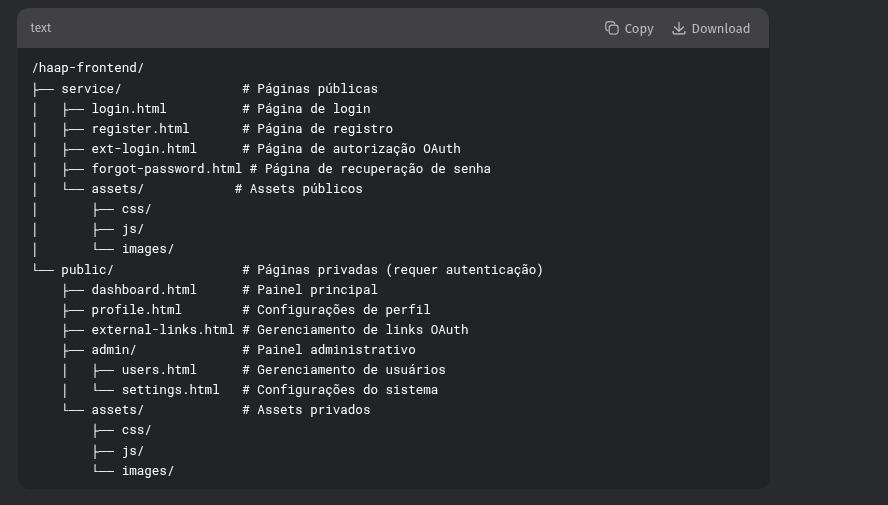 text
Copy
Download
/haap-frontend/
├── service/                # Páginas públicas
│   ├── login.html          # Página de login
│   ├── register.html       # Página de registro
│   ├── ext-login.html      # Página de autorização OAuth
│   ├── forgot-password.html # Página de recuperação de senha
│   └── assets/            # Assets públicos
│       ├── css/
│       ├── js/
│       └── images/
└── public/                 # Páginas privadas (requer autenticação)
    ├── dashboard.html      # Painel principal
    ├── profile.html        # Configurações de perfil
    ├── external-links.html # Gerenciamento de links OAuth
    ├── admin/              # Painel administrativo
    │   ├── users.html      # Gerenciamento de usuários
    │   └── settings.html   # Configurações do sistema
    └── assets/             # Assets privados
        ├── css/
        ├── js/
        └── images/